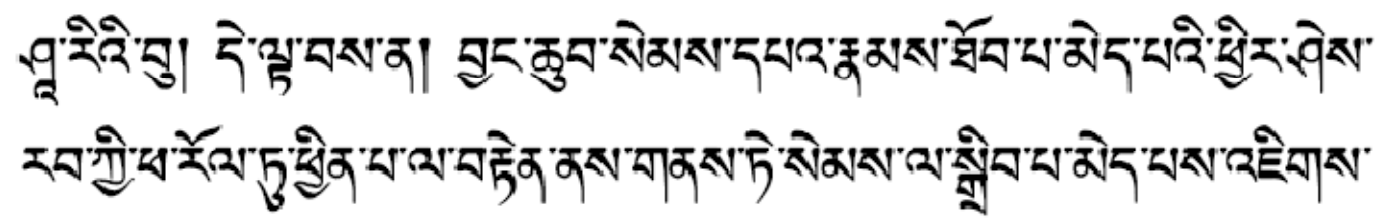 ཤཱ་རིའི་བུ། དེ་ལྟ་བས་ན། བྱང་ཆུབ་སེམས་དཔའ་རྣམས་ཐོབ་པ་མེད་པའི་ཕྱིར་ཤེས་
རབ་ཀྱི་ཕ་རོལ་ཏུ་ཕྱིན་པ་ལ་བརྟེན་ནས་གནས་ཏེ་སེམས་ལ་སྒྲིབ་པ་མེད་པས་འཇིགས་